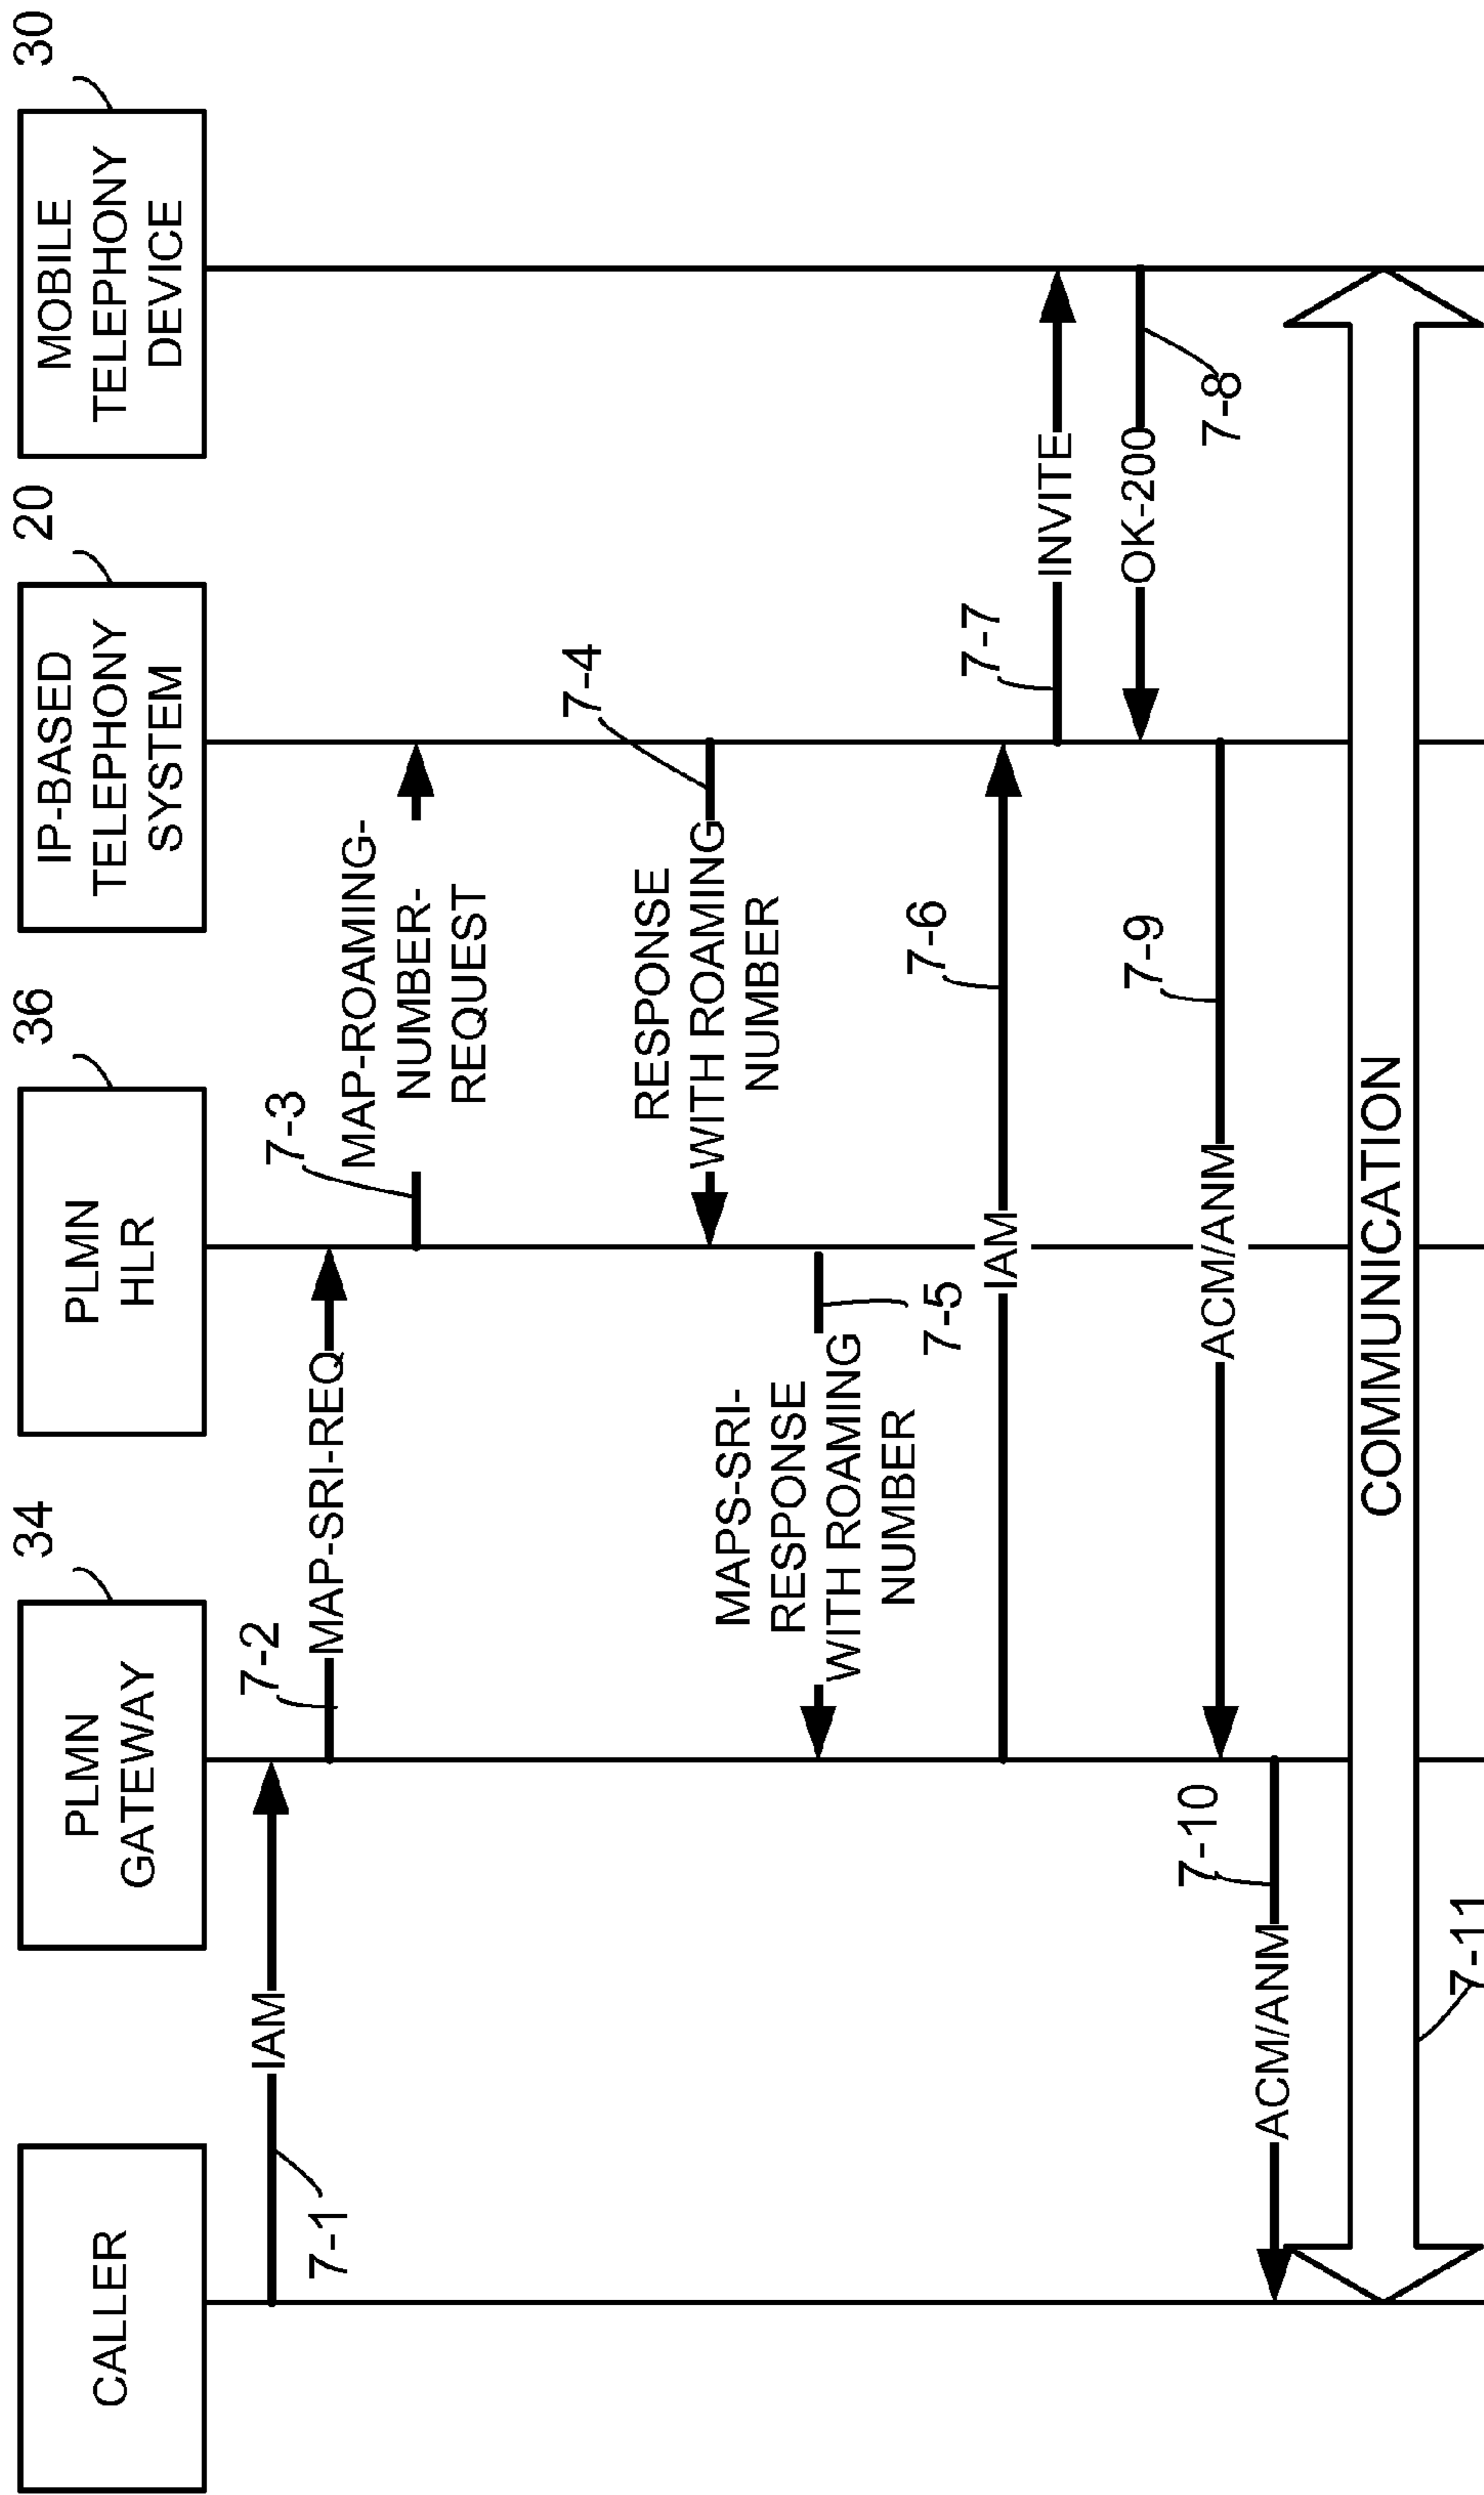 CALLER
PLMN
GATEWAY
34
PLMN
HLR
36
IP-BASED
TELEPHONY
SYSTEM
20
MOBILE
TELEPHONY
DEVICE
30
IAM
7-1
7-2
MAP-SRI-REQ
7-3
MAP-ROAMING-
NUMBER-
REQUEST
7-4
RESPONSE
WITH ROAMING
NUMBER
MAPS-SRI-
RESPONSE
WITH ROAMING
NUMBER
7-5
7-6
IAM
7-7
INVITE
OK-200
7-8
7-9
ACM/ANM
7-10
ACM/ANM
COMMUNICATION
7-11